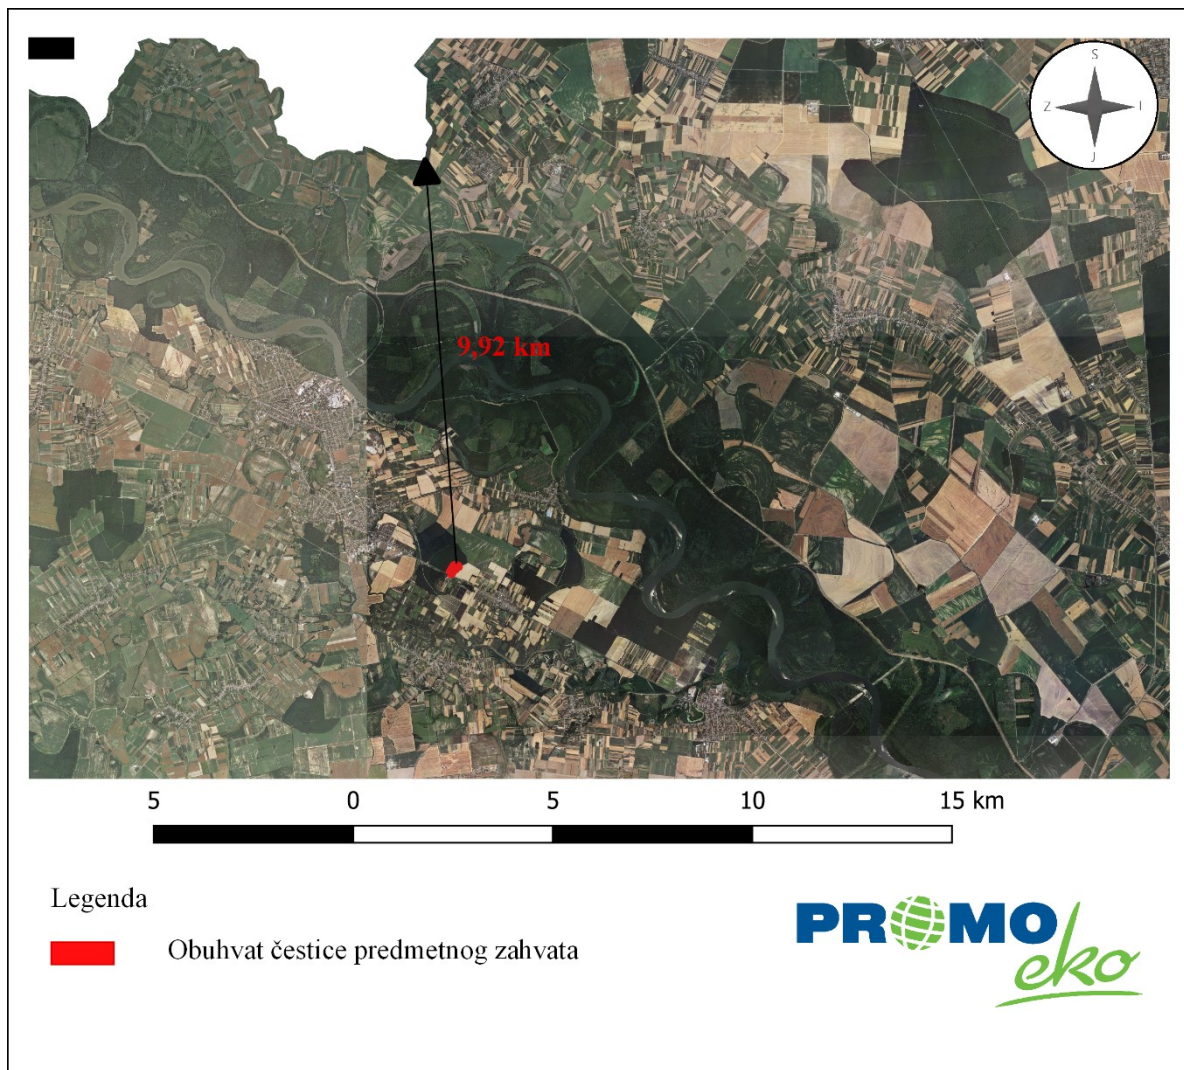 S
Z I
J
9,92 km
5 0 5 10 15 km
Legenda
Obuhvat čestice predmetnog zahvata
PROMO
eko